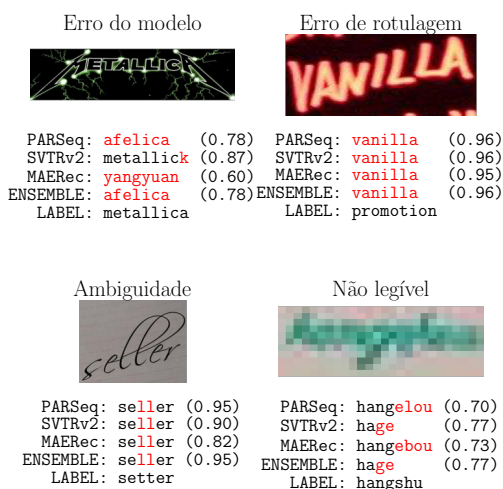 Erro do modelo
METALLICA
PARSeq: afelica (0.78)
SVTRv2: metallick (0.87)
MAERec: yangyuan (0.60)
ENSEMBLE: afelica (0.78)
LABEL: metallica
Erro de rotulagem
VANILLA
PARSeq: vanilla (0.96)
SVTRv2: vanilla (0.96)
MAERec: vanilla (0.95)
ENSEMBLE: vanilla (0.96)
LABEL: promotion
Ambiguidade
seller
PARSeq: seller (0.95)
SVTRv2: seller (0.90)
MAERec: seller (0.82)
ENSEMBLE: seller (0.95)
LABEL: setter
Não legível
PARSeq: hangelou (0.70)
SVTRv2: hage (0.77)
MAERec: hangebou (0.73)
ENSEMBLE: hage (0.77)
LABEL: hangshu